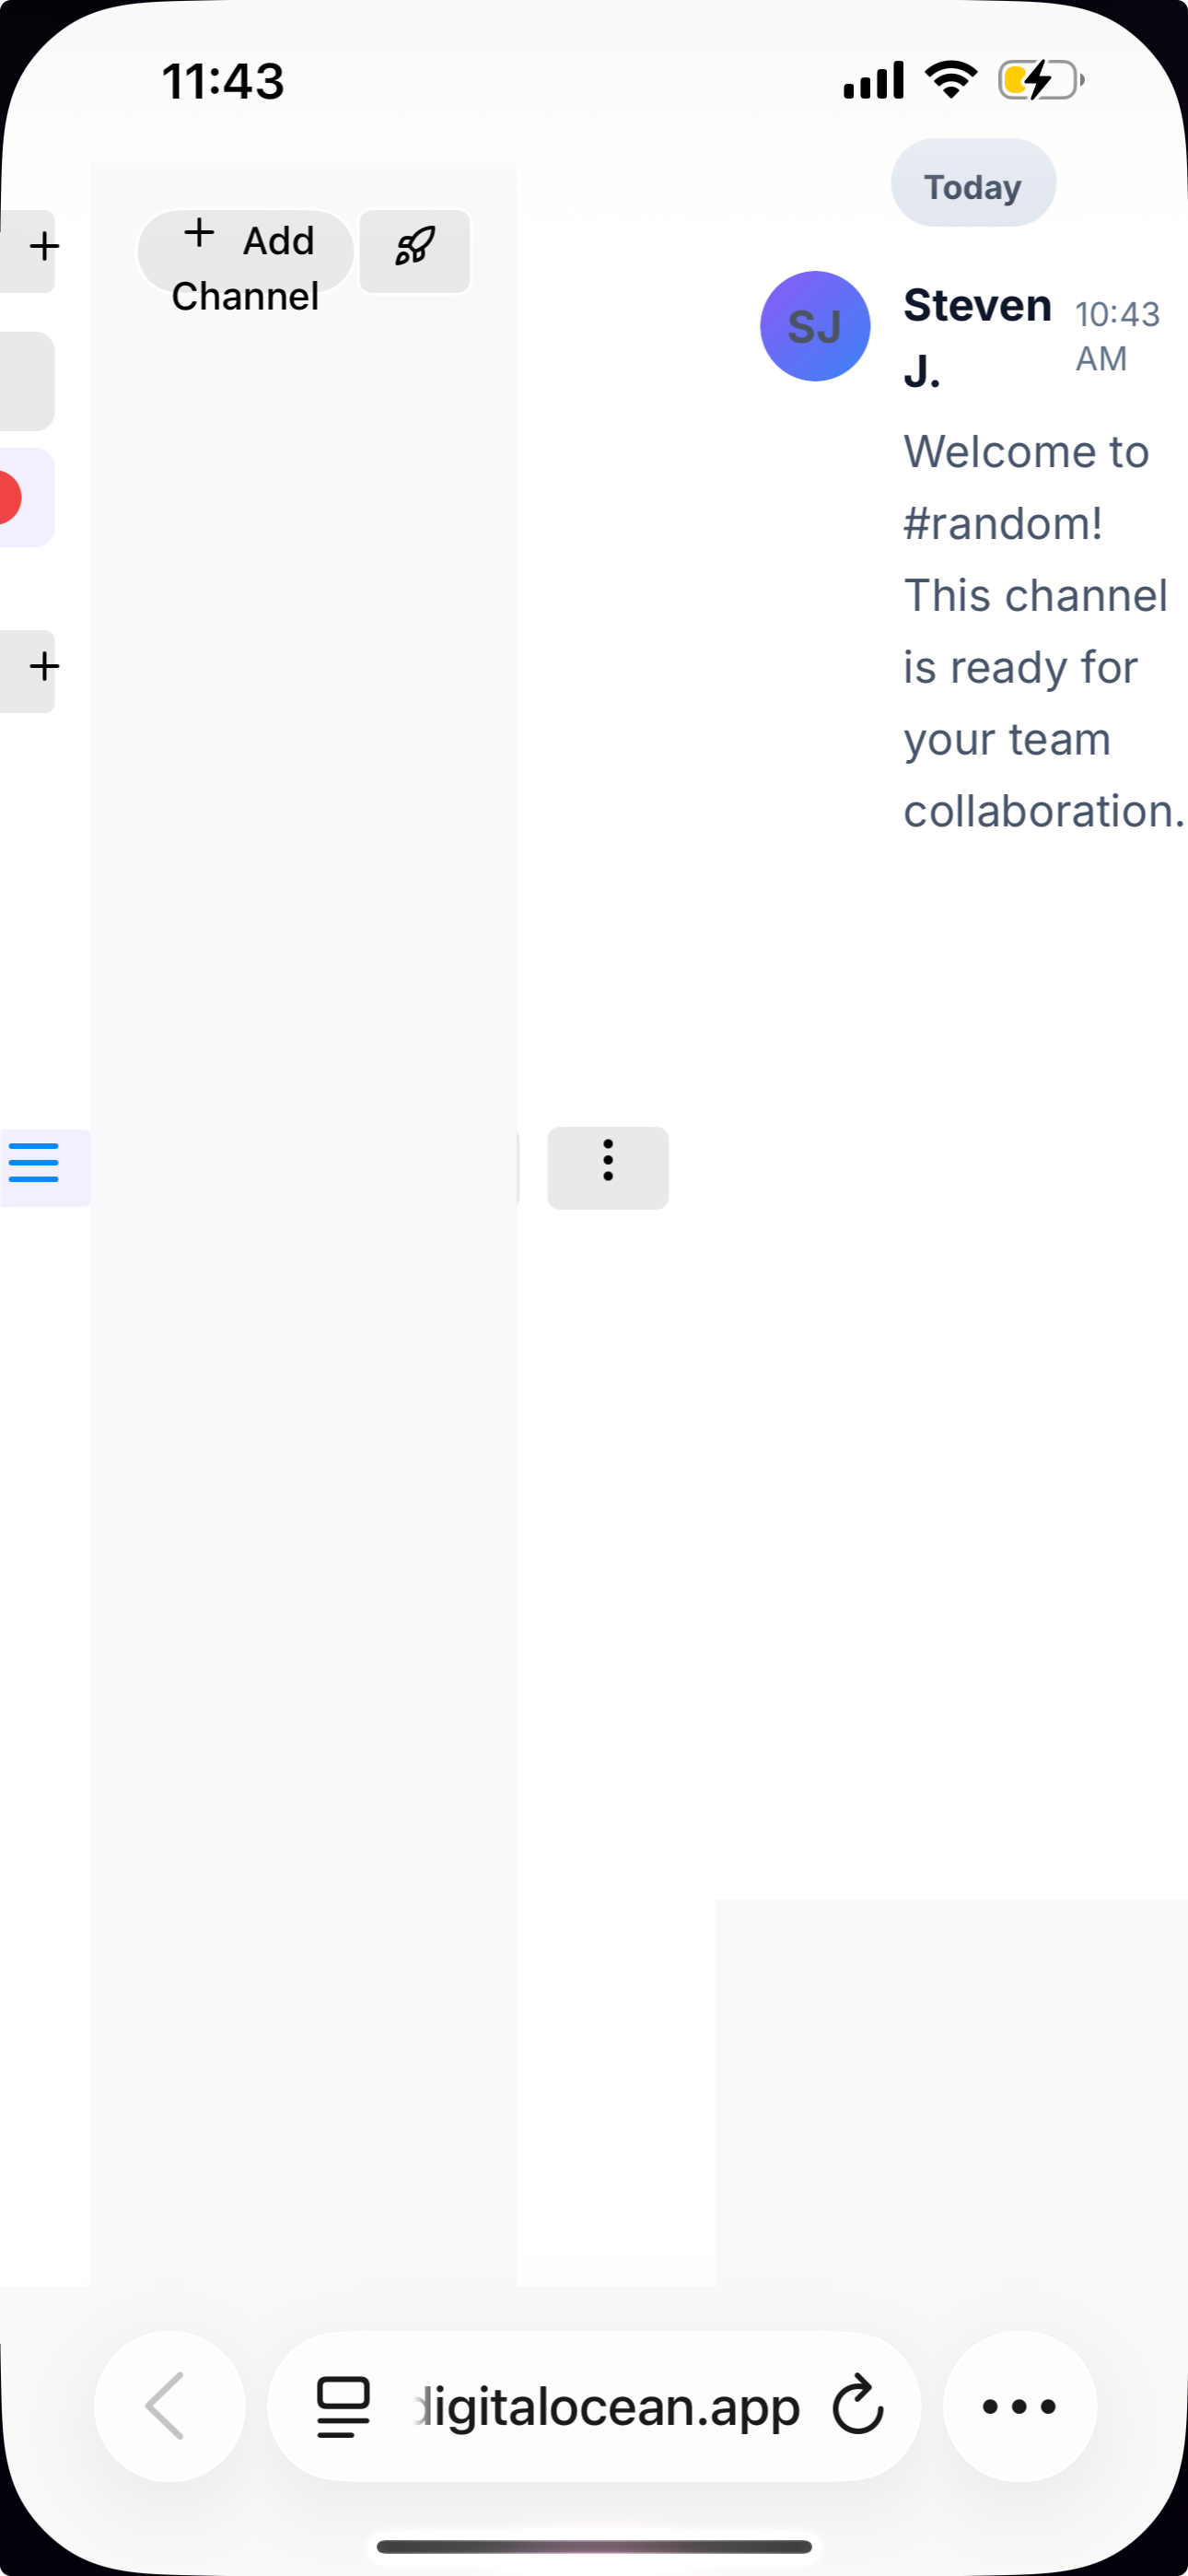 11:43
Today
+ Add
Channel
SJ
Steven
J.
10:43
AM
Welcome to
#random!
This channel
is ready for
your team
collaboration.
digitalocean.app